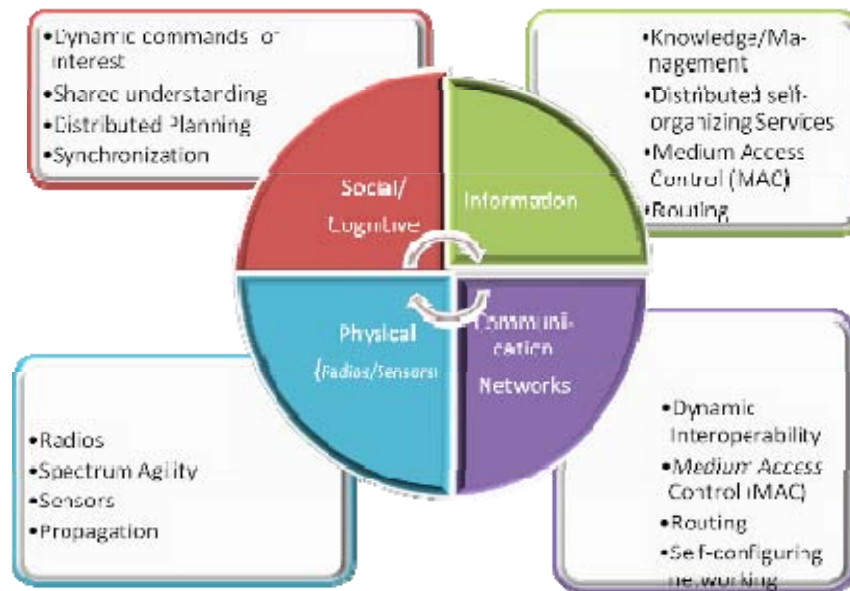 •Dynamic commands of
interest
•Shared understanding
•Distributed Planning
•Synchronization
•Knowledge/Ma-
nagement
•Distributed self-
organizing Services
•Medium Access
Control (MAC)
•Routing
Social/
Cognitive
Information
Physical
(Radios/Sensors)
Communi-
cation
Networks
•Radios
•Spectrum Agility
•Sensors
•Propagation
•Dynamic
Interoperability
•Medium Access
Control (MAC)
•Routing
•Self-configuring
networking